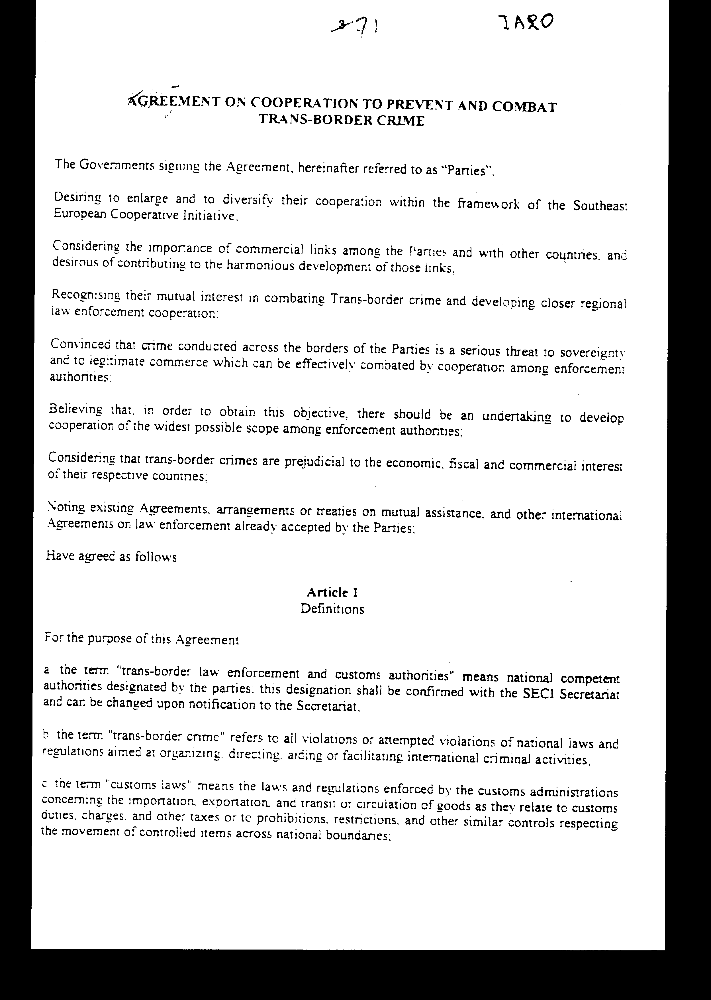 371 IA20
AGREEMENT ON COOPERATION TO PREVENT AND COMBAT
TRANS-BORDER CRIME
The Governments signing the Agreement, hereinafter referred to as “Parties”,
Desiring to enlarge and to diversify their cooperation within the framework of the Southeast
European Cooperative Initiative;
Considering the importance of commercial links among the Parties and with other countries, and
desirous of contributing to the harmonious development of those links,
Recognising their mutual interest in combating Trans-border crime and developing closer regional
law enforcement cooperation;
Convinced that crime conducted across the borders of the Parties is a serious threat to sovereignty
and to legitimate commerce which can be effectively combated by cooperation among enforcement
authorities;
Believing that, in order to obtain this objective, there should be an undertaking to develop
cooperation of the widest possible scope among enforcement authorities;
Considering that trans-border crimes are prejudicial to the economic, fiscal and commercial interest
of their respective countries;
Noting existing Agreements, arrangements or treaties on mutual assistance, and other international
Agreements on law enforcement already accepted by the Parties;
Have agreed as follows
Article 1
Definitions
For the purpose of this Agreement
a. the term "trans-border law enforcement and customs authorities" means national competent
authorities designated by the parties; this designation shall be confirmed with the SECI Secretariat
and can be changed upon notification to the Secretariat,
b the term "trans-border crime" refers to all violations or attempted violations of national laws and
regulations aimed at organizing, directing, aiding or facilitating international criminal activities,
c the term "customs laws" means the laws and regulations enforced by the customs administrations
concerning the importation, exportation, and transit or circulation of goods as they relate to customs
duties, charges, and other taxes or to prohibitions, restrictions, and other similar controls respecting
the movement of controlled items across national boundaries;